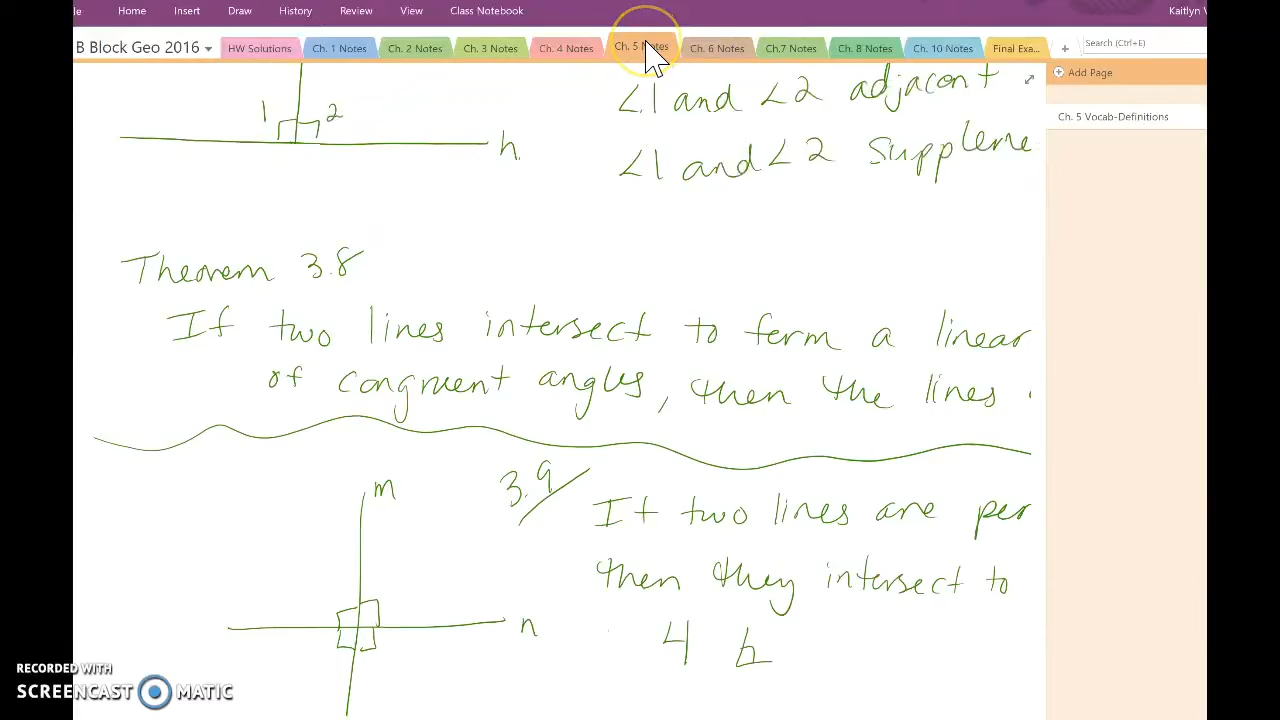 le Home Insert Draw History Review View Class Notebook Kaitlyn V
B Block Geo 2016 HW Solutions Ch. 1 Notes Ch. 2 Notes Ch. 3 Notes Ch. 4 Notes Ch. 5 Notes Ch. 6 Notes Ch.7 Notes Ch. 8 Notes Ch. 10 Notes Final Exa... + Search (Ctrl+E)
Add Page
Ch. 5 Vocab-Definitions
1 2
h
∠1 and ∠2 adjacent
∠1 and ∠2 Suppleme
Theorem 3.8
If two lines intersect to form a linear
of congruent angles, then the lines
m
n
3.9
If two lines are per
then they intersect to
4 ⦜
RECORDED WITH
SCREENCAST MATIC